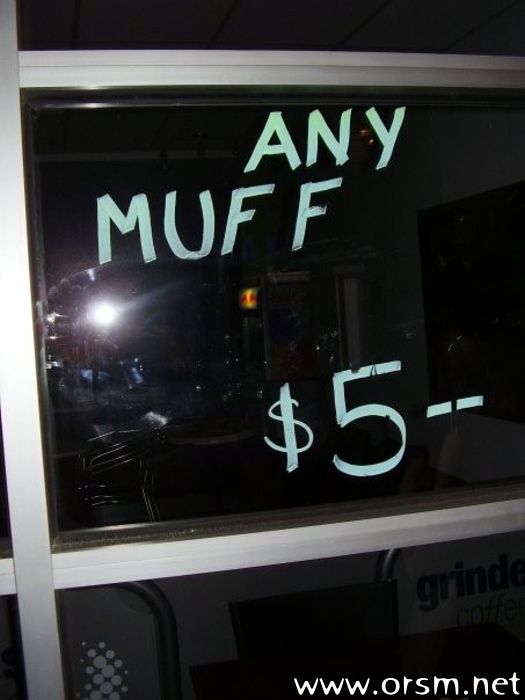 ANY
MUFF
$5--
grinde
coffe
www.orsm.net